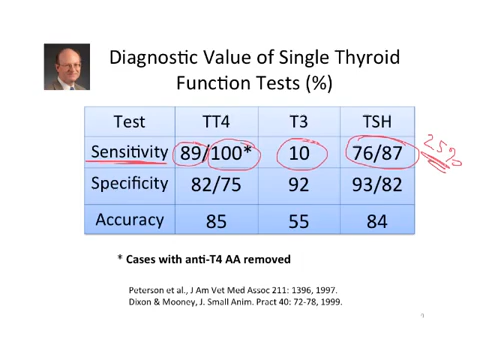 Diagnostic Value of Single Thyroid
Function Tests (%)
Test TT4 T3 TSH
Sensitivity 89/100* 10 76/87
25%
Specificity 82/75 92 93/82
Accuracy 85 55 84
* Cases with anti-T4 AA removed
Peterson et al., J Am Vet Med Assoc 211: 1396, 1997.
Dixon & Mooney, J. Small Anim. Pract 40: 72-78, 1999.